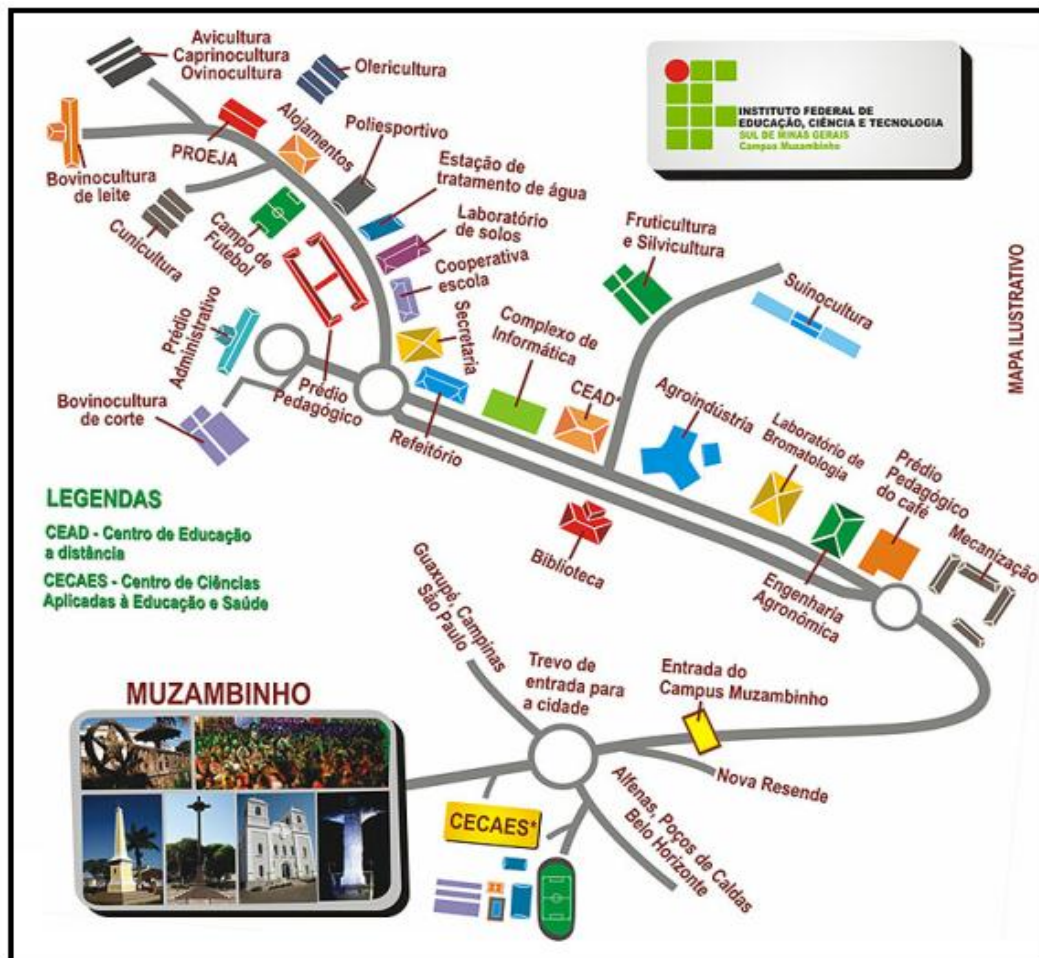 Avicultura
Caprinocultura
Ovinocultura
Olericultura
INSTITUTO FEDERAL DE
EDUCAÇÃO, CIÊNCIA E TECNOLOGIA
SUL DE MINAS GERAIS
Campus Muzambinho
PROEJA
Alojamentos
Poliesportivo
Bovinocultura
de leite
Estação de
tratamento de água
Cunicultura
Campo de
Futebol
Laboratório
de solos
Cooperativa
escola
Fruticultura
e Silvicultura
Suinocultura
MAPA ILUSTRATIVO
Prédio
Administrativo
Secretaria
Complexo de
Informática
Prédio
Pedagógico
Bovinocultura
de corte
Refeitório
CEAD*
Agroindústria
Laboratório de
Bromatologia
Prédio
Pedagógico
do café
Mecanização
Biblioteca
Engenharia
Agronômica
LEGENDAS
CEAD - Centro de Educação
a distância
CECAES - Centro de Ciências
Aplicadas à Educação e Saúde
Guaxupé, Campinas
São Paulo
Trevo de
entrada para
a cidade
Entrada do
Campus Muzambinho
MUZAMBINHO
Nova Resende
CECAES*
Alfenas, Poços de Caldas
Belo Horizonte